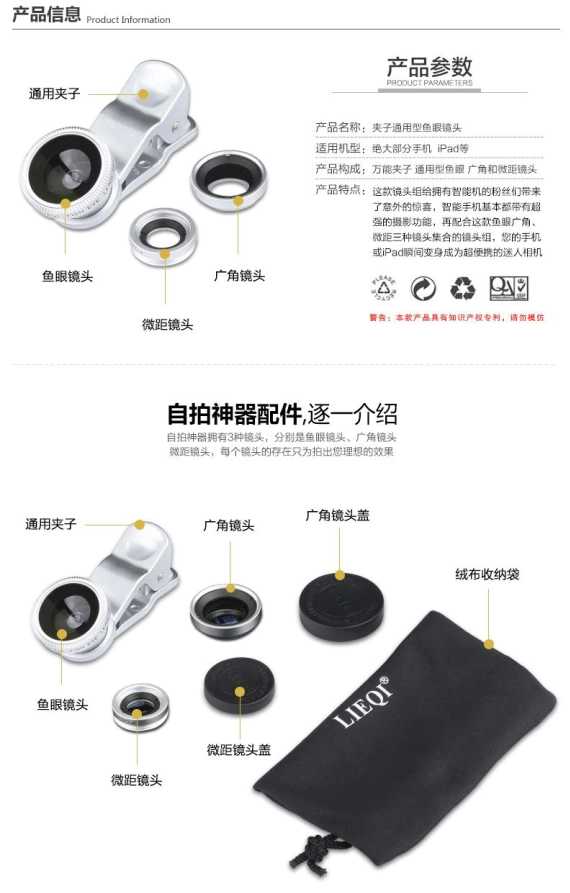 产品信息 Product Information
产品参数
PRODUCT PARAMETERS
通用夹子
鱼眼镜头
微距镜头
广角镜头
产品名称： 夹子通用型鱼眼镜头
适用机型： 绝大部分手机 iPad等
产品构成： 万能夹子 通用型鱼眼 广角和微距镜头
产品特点： 这款镜头组给拥有智能机的粉丝们带来
了意外的惊喜，智能手机基本都带有超
强的摄影功能，再配合这款鱼眼广角、
微距三种镜头集合的镜头组，您的手机
或iPad瞬间变身成为超便携的迷人相机
PLEASE
RECYCLE
QA
警告：本款产品具有知识产权专利，请勿模仿
自拍神器配件,逐一介绍
自拍神器拥有3种镜头，分别是鱼眼镜头、广角镜头
微距镜头，每个镜头的存在只为拍出您理想的效果
通用夹子
广角镜头
广角镜头盖
绒布收纳袋
鱼眼镜头
微距镜头盖
微距镜头
LIEQI®